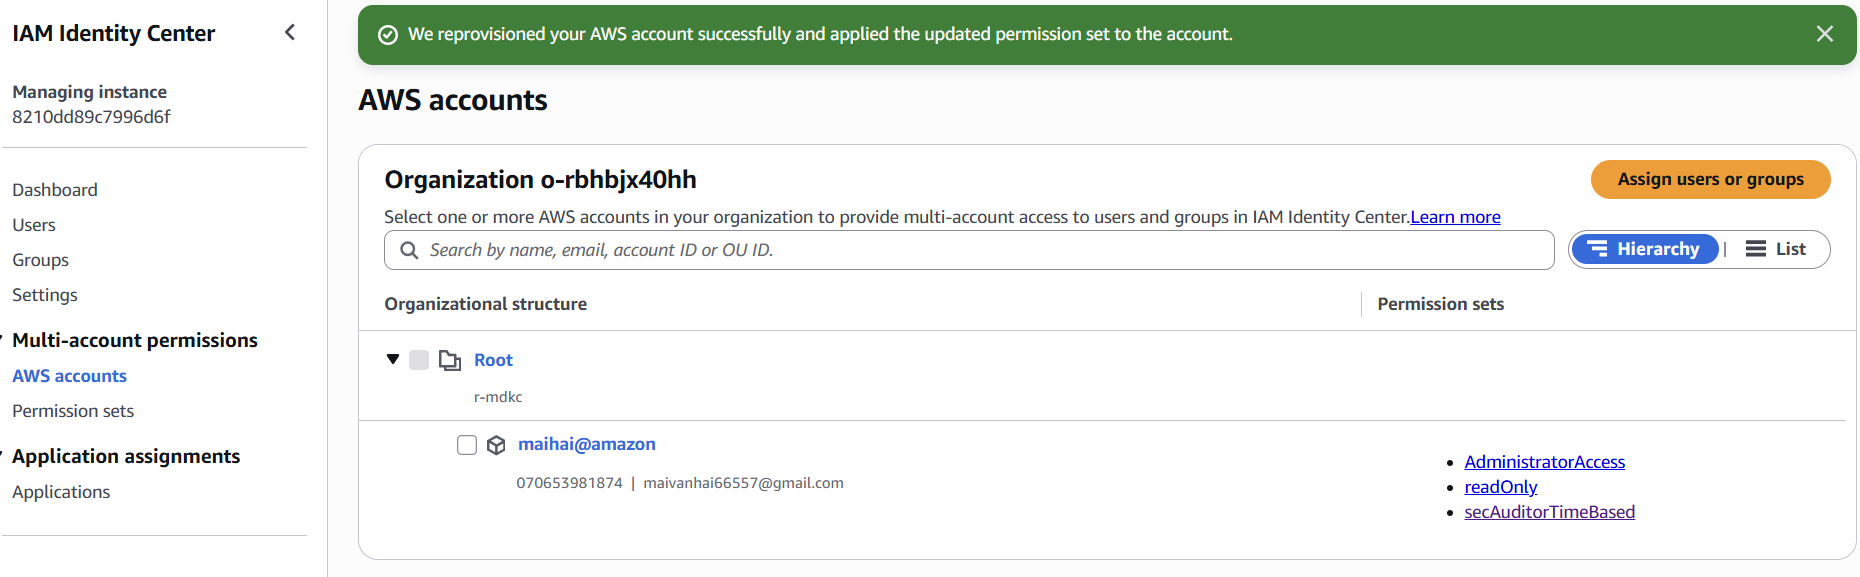 IAM Identity Center
Managing instance
8210dd89c7996d6f
Dashboard
Users
Groups
Settings
Multi-account permissions
AWS accounts
Permission sets
Application assignments
Applications
We reprovisioned your AWS account successfully and applied the updated permission set to the account.
AWS accounts
Organization o-rbhbjx40hh
Assign users or groups
Select one or more AWS accounts in your organization to provide multi-account access to users and groups in IAM Identity Center.Learn more
Search by name, email, account ID or OU ID.
Hierarchy | List
Organizational structure
Permission sets
Root
r-mdkc
maihai@amazon
070653981874 | maivanhai66557@gmail.com
AdministratorAccess
readOnly
secAuditorTimeBased